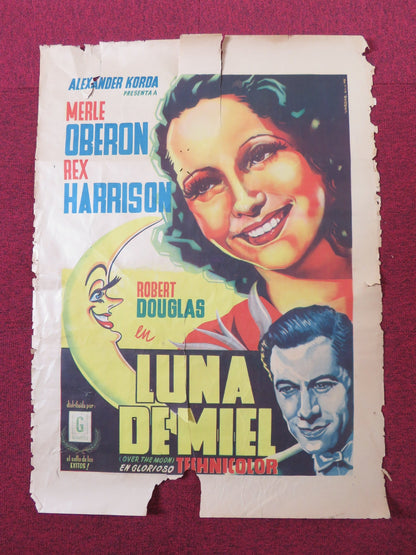 ALEXANDER KORDA
PRESENTA A
MERLE
OBERON
REX
HARRISON
ROBERT
DOUGLAS
en
LUNA
DE MIEL
(OVER THE MOON)
EN GLORIOSO TECHNICOLOR
distribuida por:
G
el sello de los
EXITOS!